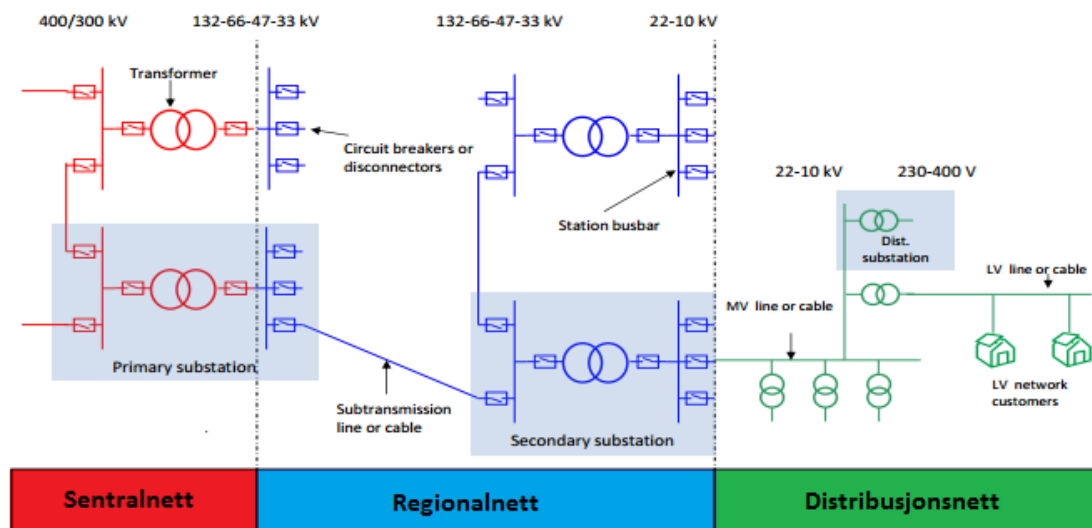 400/300 kV
132-66-47-33 kV
132-66-47-33 kV
22-10 kV
Transformer
Circuit breakers or
disconnectors
Station busbar
22-10 kV
230-400 V
Dist.
substation
LV line or cable
MV line or cable
LV network
customers
Primary substation
Subtransmission
line or cable
Secondary substation
Sentralnett
Regionalnett
Distribusjonsnett